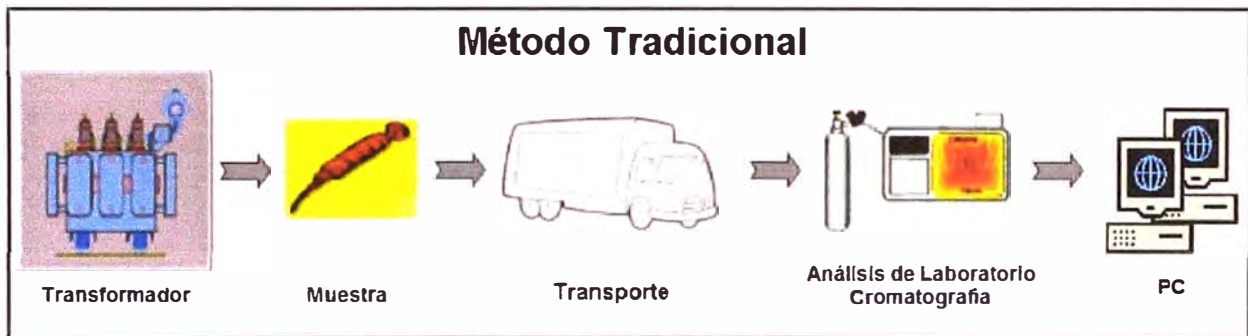 Método Tradicional
Transformador
Muestra
Transporte
Análisis de Laboratorio
Cromatografía
PC